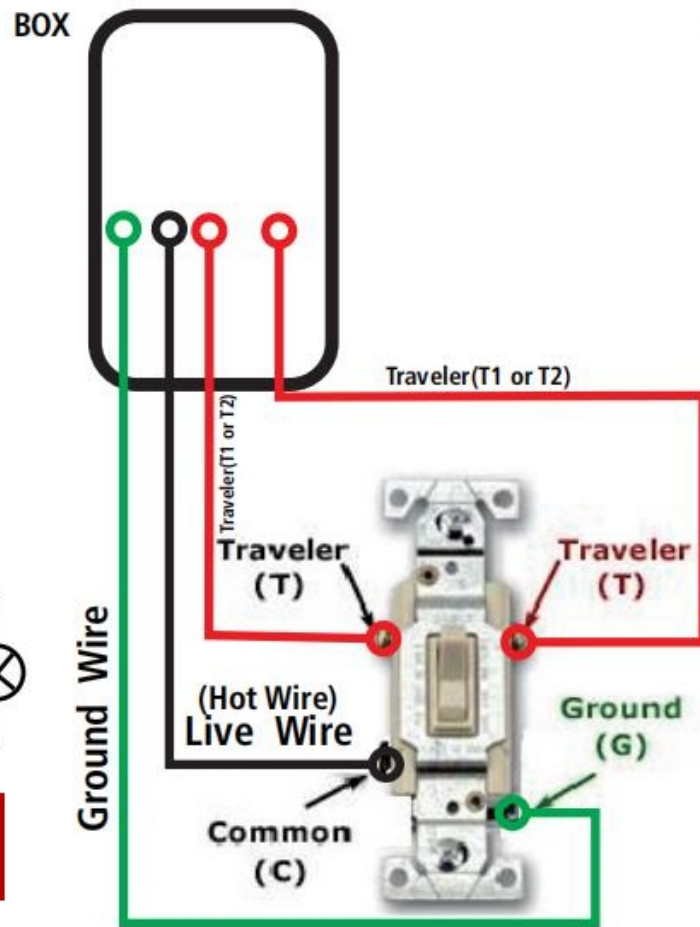 BOX
Traveler(T1 or T2)
Traveler(T1 or T2)
Traveler
(T)
Traveler
(T)
Ground Wire
(Hot Wire)
Live Wire
Ground
(G)
Common
(C)